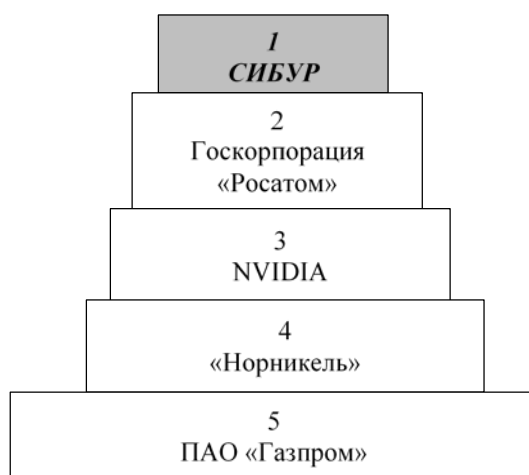 1
СИБУР
2
Госкорпорация
«Росатом»
3
NVIDIA
4
«Норникель»
5
ПАО «Газпром»